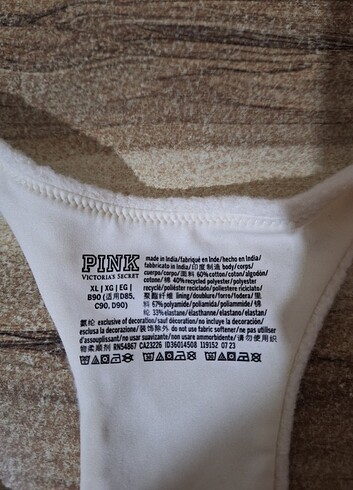 PINK
VICTORIA'S SECRET
XL | XG | EG |
B90 (适用D85,
C90, D90)
made in India/fabriqué en Inde/hecho en India/
fabbricato in India/印度制造 body/corps/
cuerpo/corpo/面料 60% cotton/coton/algodón/
cotone/棉 40% recycled polyester/polyester
recyclé/poliéster reciclado/poliestere riciclato/
聚酯纤维 lining/doublure/forro/fodera/里
料 67% polyamide/poliamida/poliammide/锦
纶 33% elastane/élasthanne/elastano/elastan/
氨纶 exclusive of decoration/sauf décoration/no incluye la decoración/
esclusa la decorazione/装饰除外 do not use fabric softener/ne pas utiliser
d'assouplissant/no usar suavizante/non usare ammorbidente/请勿使用织
物柔顺剂 RN54867 CA23226 ID36014508 119152 07 23